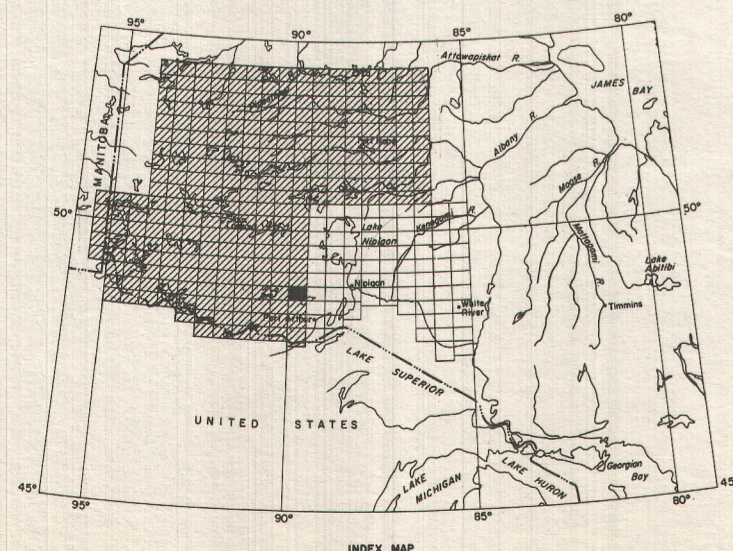 95°
90°
85°
80°
Attawapiskat R.
JAMES BAY
MANITOBA
Albany R.
Moose R.
50°
Lake
Nipigon
Kenogami R.
50°
Mattagami R.
Lake
Abitibi
Nipigon
White
River
Timmins
Port Arthur
LAKE SUPERIOR
UNITED STATES
LAKE
MICHIGAN
LAKE HURON
Georgian
Bay
45°
95°
90°
85°
80°
45
INDEX MAP